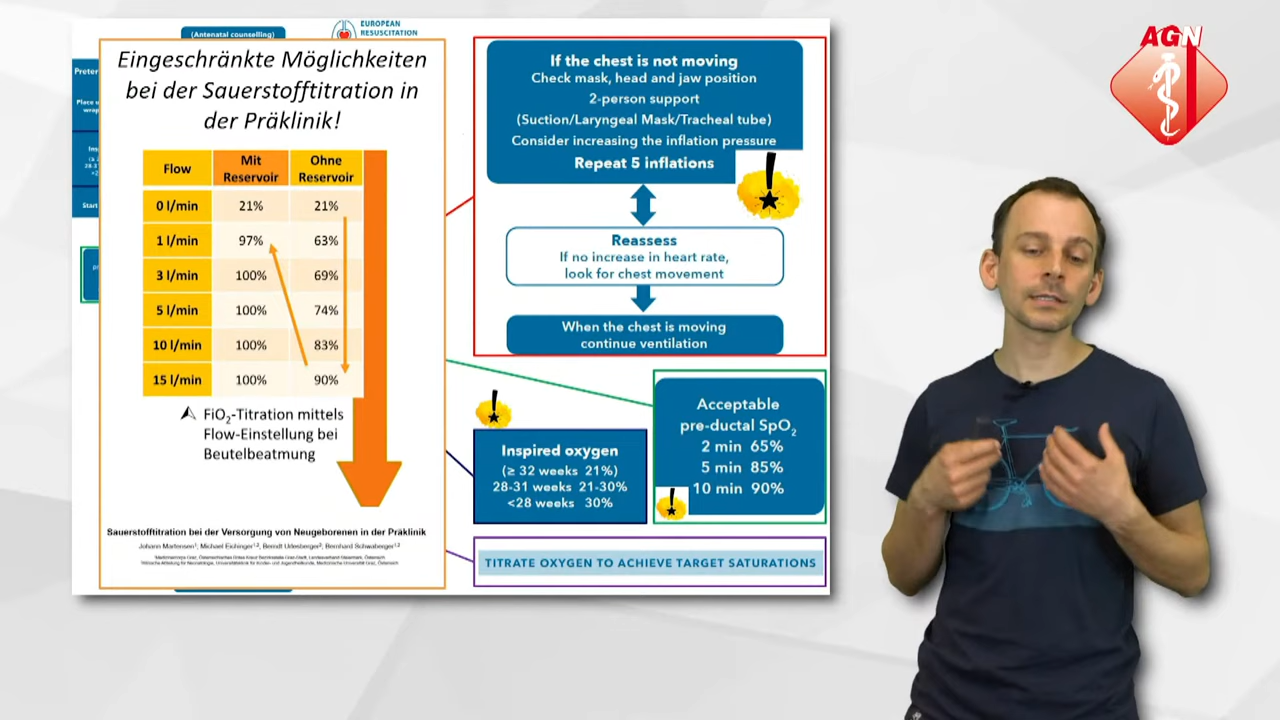 (Antenatal counselling)
EUROPEAN
RESUSCITATION
Preter
Place u
wrap
28-3
Start
Eingeschränkte Möglichkeiten
bei der Sauerstofftitration in
der Präklinik!
Flow Mit Reservoir Ohne Reservoir
0 l/min 21% 21%
1 l/min 97% 63%
3 l/min 100% 69%
5 l/min 100% 74%
10 l/min 100% 83%
15 l/min 100% 90%
FiO2-Titration mittels
Flow-Einstellung bei
Beutelbeatmung
Sauerstofftitration bei der Versorgung von Neugeborenen in der Präklinik
If the chest is not moving
Check mask, head and jaw position
2-person support
(Suction/Laryngeal Mask/Tracheal tube)
Consider increasing the inflation pressure
Repeat 5 inflations
Reassess
If no increase in heart rate,
look for chest movement
When the chest is moving
continue ventilation
Inspired oxygen
(≥ 32 weeks 21%)
28-31 weeks 21-30%
<28 weeks 30%
Acceptable
pre-ductal SpO2
2 min 65%
5 min 85%
10 min 90%
TITRATE OXYGEN TO ACHIEVE TARGET SATURATIONS
AGN